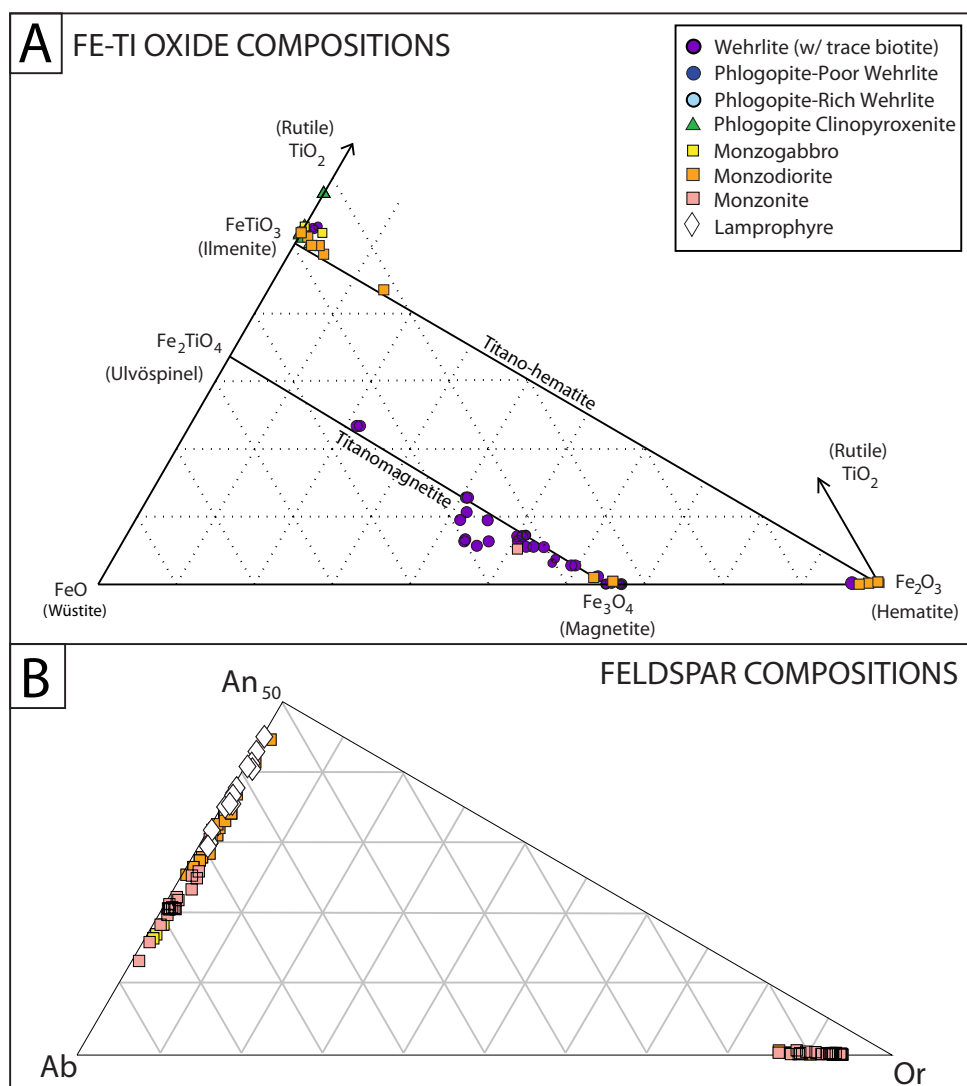 A
FE-TI OXIDE COMPOSITIONS
Wehrlite (w/ trace biotite)
Phlogopite-Poor Wehrlite
Phlogopite-Rich Wehrlite
Phlogopite Clinopyroxenite
Monzogabbro
Monzodiorite
Monzonite
Lamprophyre
(Rutile)
TiO2
FeTiO3
(Ilmenite)
Fe2TiO4
(Ulvöspinel)
Titano-hematite
Titanomagnetite
(Rutile)
TiO2
FeO
(Wüstite)
Fe3O4
(Magnetite)
Fe2O3
(Hematite)
B
FELDSPAR COMPOSITIONS
An50
Ab
Or